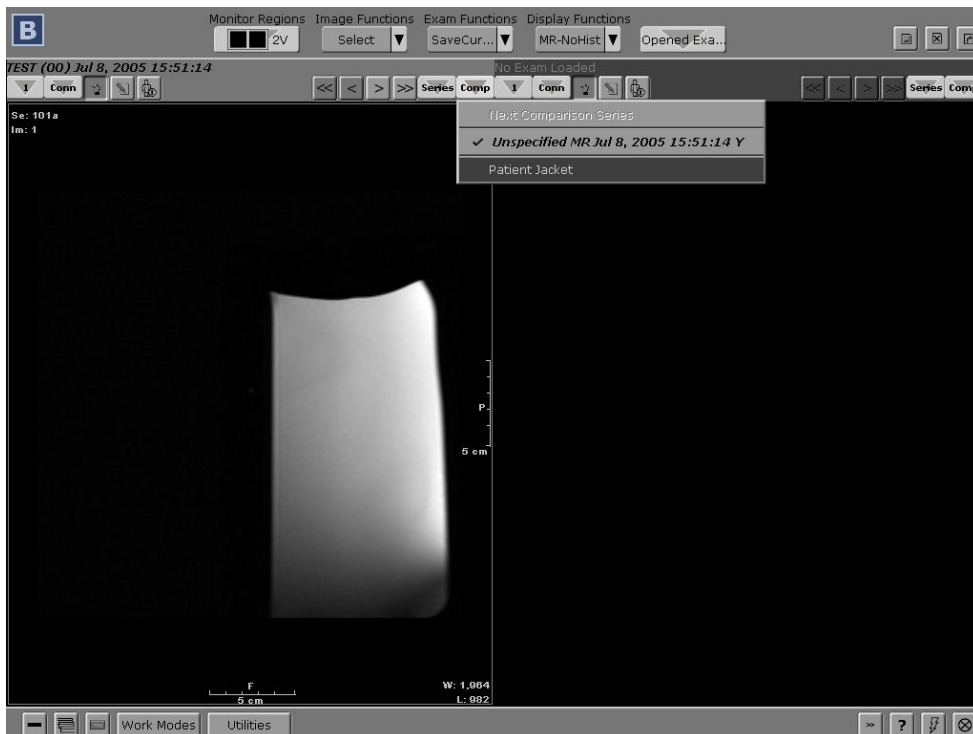 B
Monitor Regions Image Functions Exam Functions Display Functions
2V Select SaveCur... MR-NoHist Opened Exa...
TEST (00) Jul 8, 2005 15:51:14
No Exam Loaded
1 Conn << < > >> Series Comp 1 Conn << < > >> Series Com
Next Comparison Series
✓ Unspecified MR Jul 8, 2005 15:51:14 Y
Patient Jacket
Se: 101a
Im: 1
P
5 cm
F
5 cm
W: 1,964
L: 982
Work Modes Utilities » ?